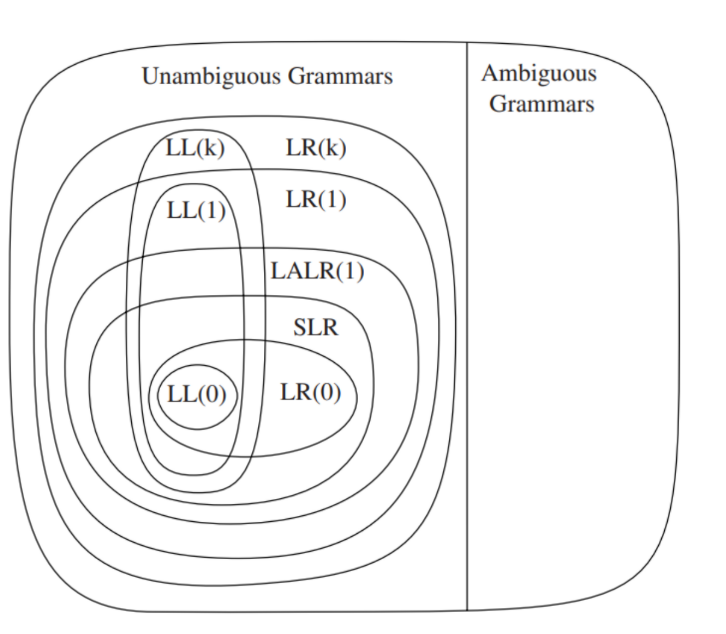 Unambiguous Grammars
Ambiguous
Grammars
LL(k)
LR(k)
LL(1)
LR(1)
LALR(1)
SLR
LL(0)
LR(0)